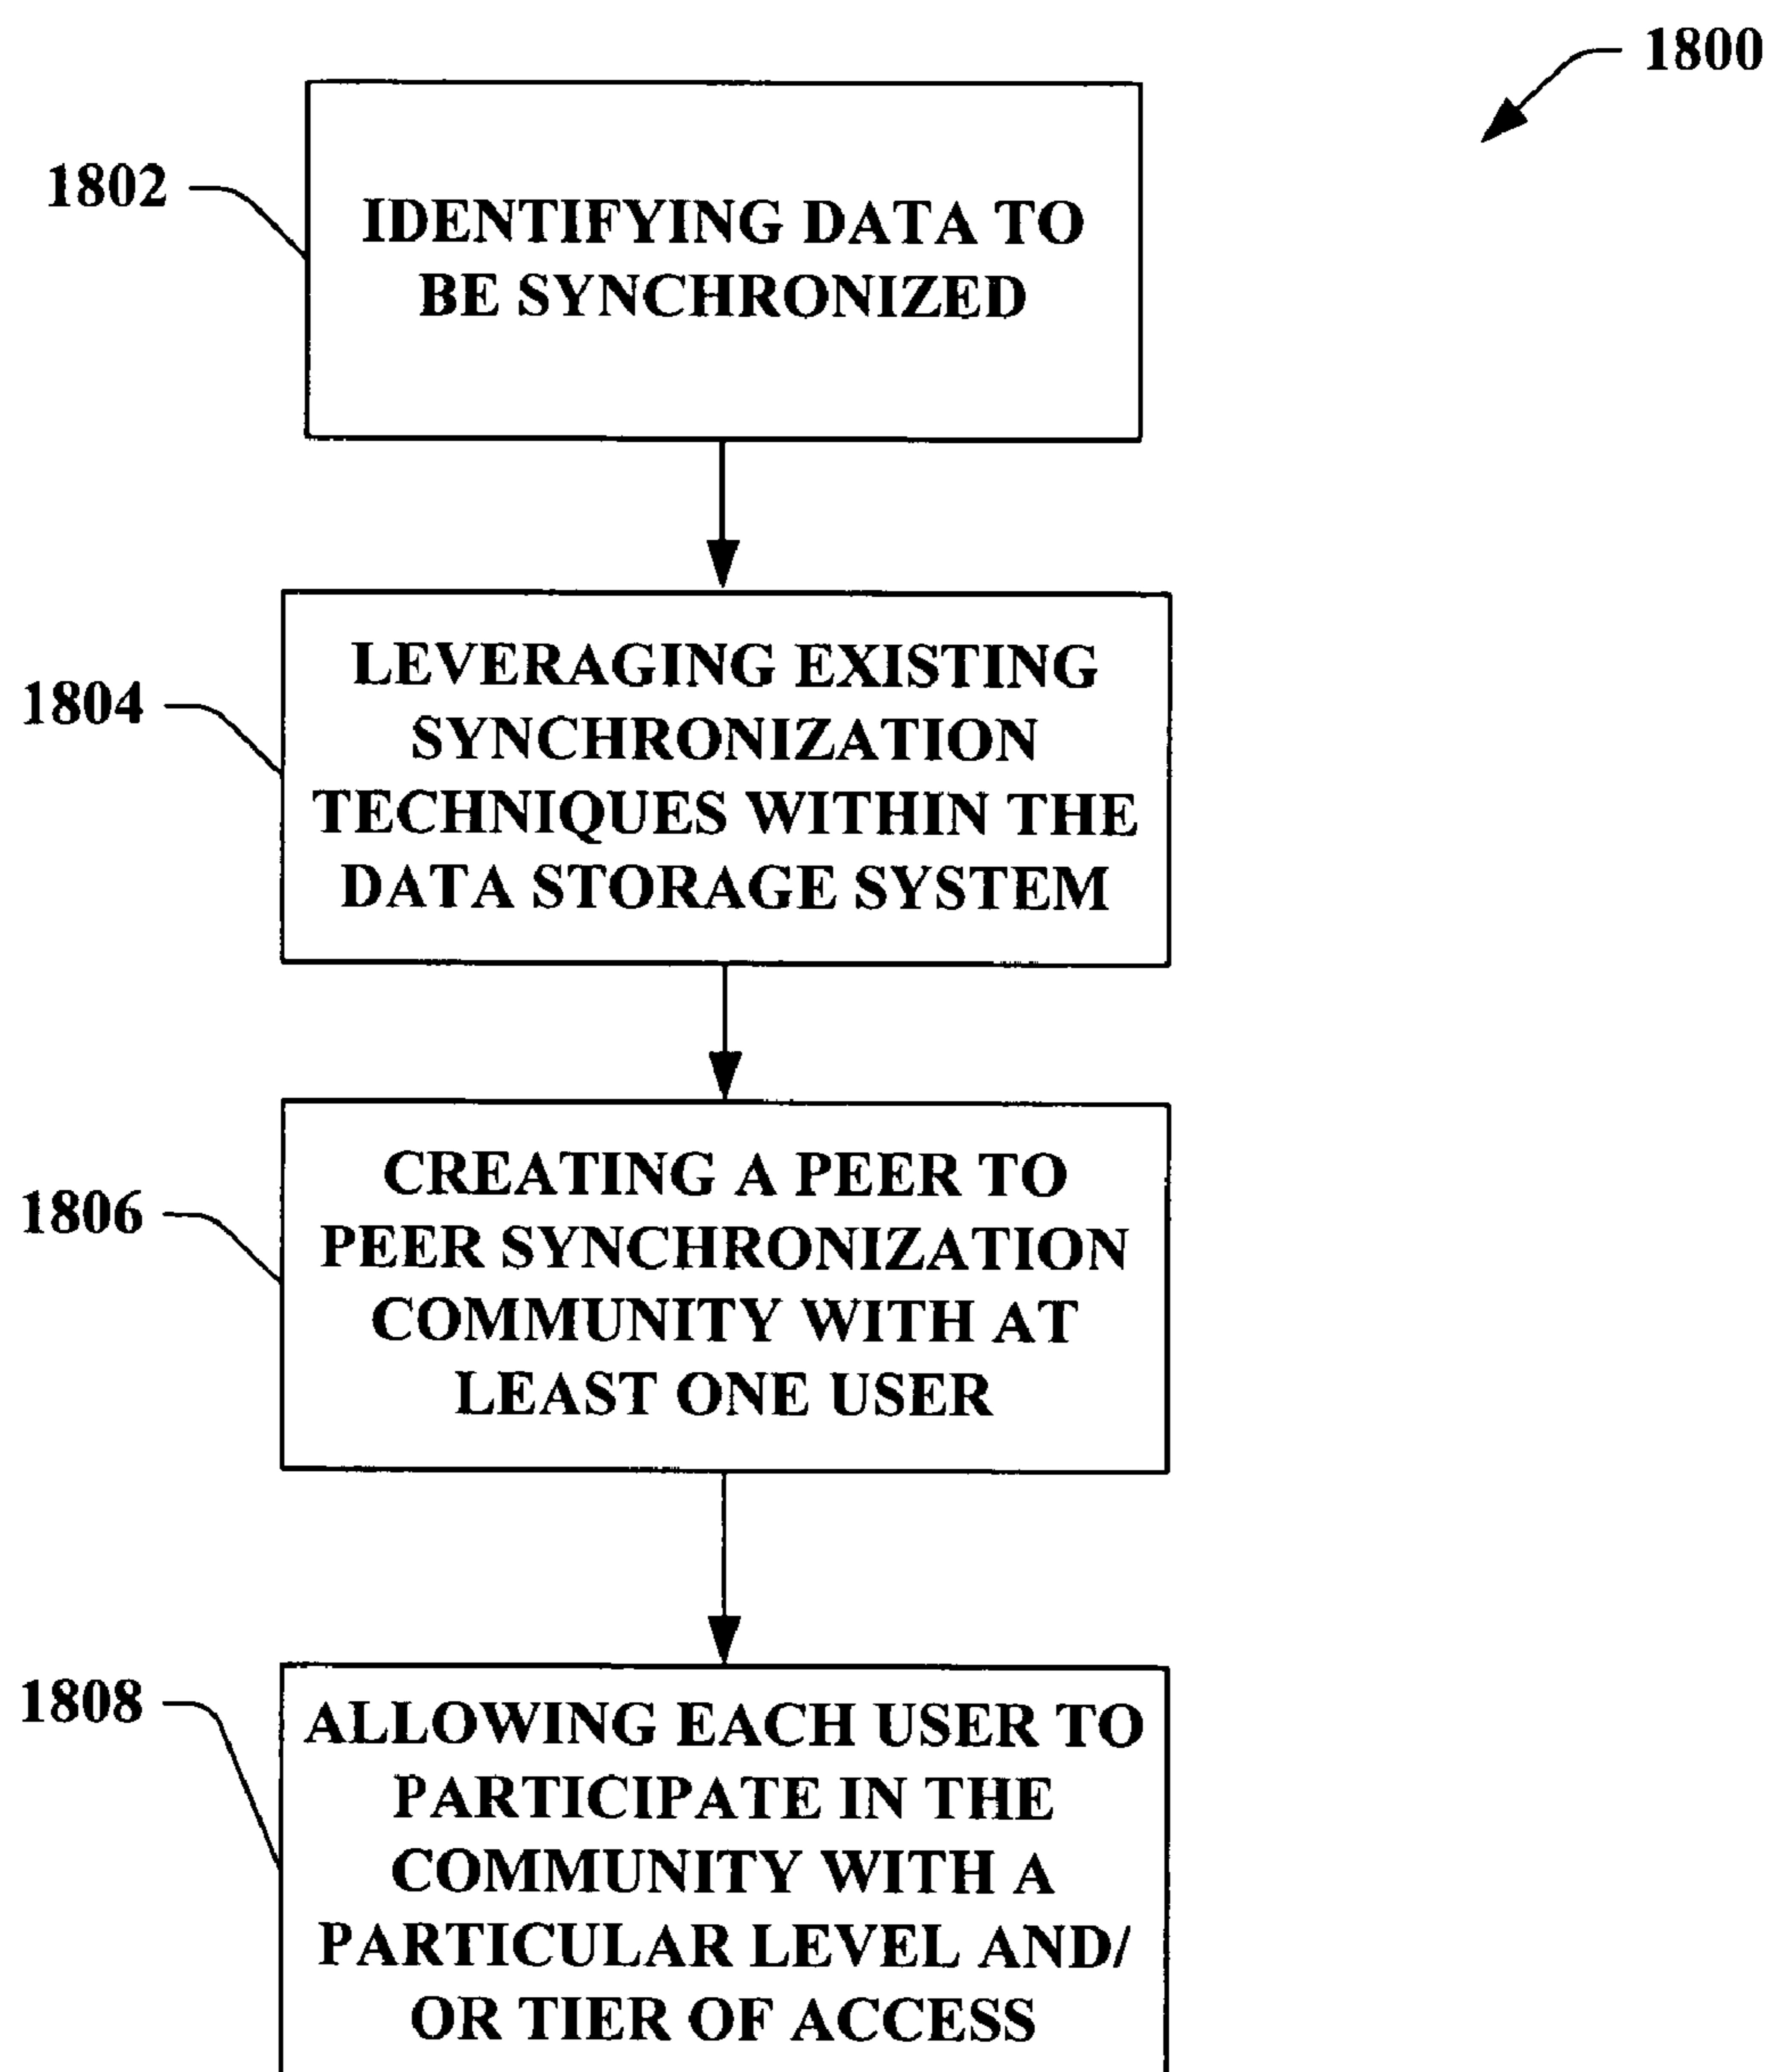 1800
1802
IDENTIFYING DATA TO
BE SYNCHRONIZED
1804
LEVERAGING EXISTING
SYNCHRONIZATION
TECHNIQUES WITHIN THE
DATA STORAGE SYSTEM
1806
CREATING A PEER TO
PEER SYNCHRONIZATION
COMMUNITY WITH AT
LEAST ONE USER
1808
ALLOWING EACH USER TO
PARTICIPATE IN THE
COMMUNITY WITH A
PARTICULAR LEVEL AND/
OR TIER OF ACCESS